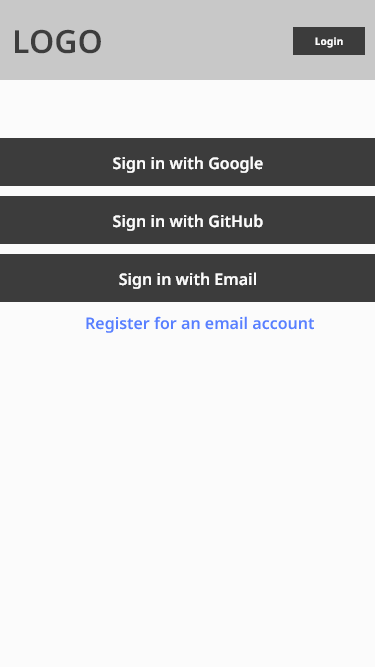 LOGO
Login
Sign in with Google
Sign in with GitHub
Sign in with Email
Register for an email account